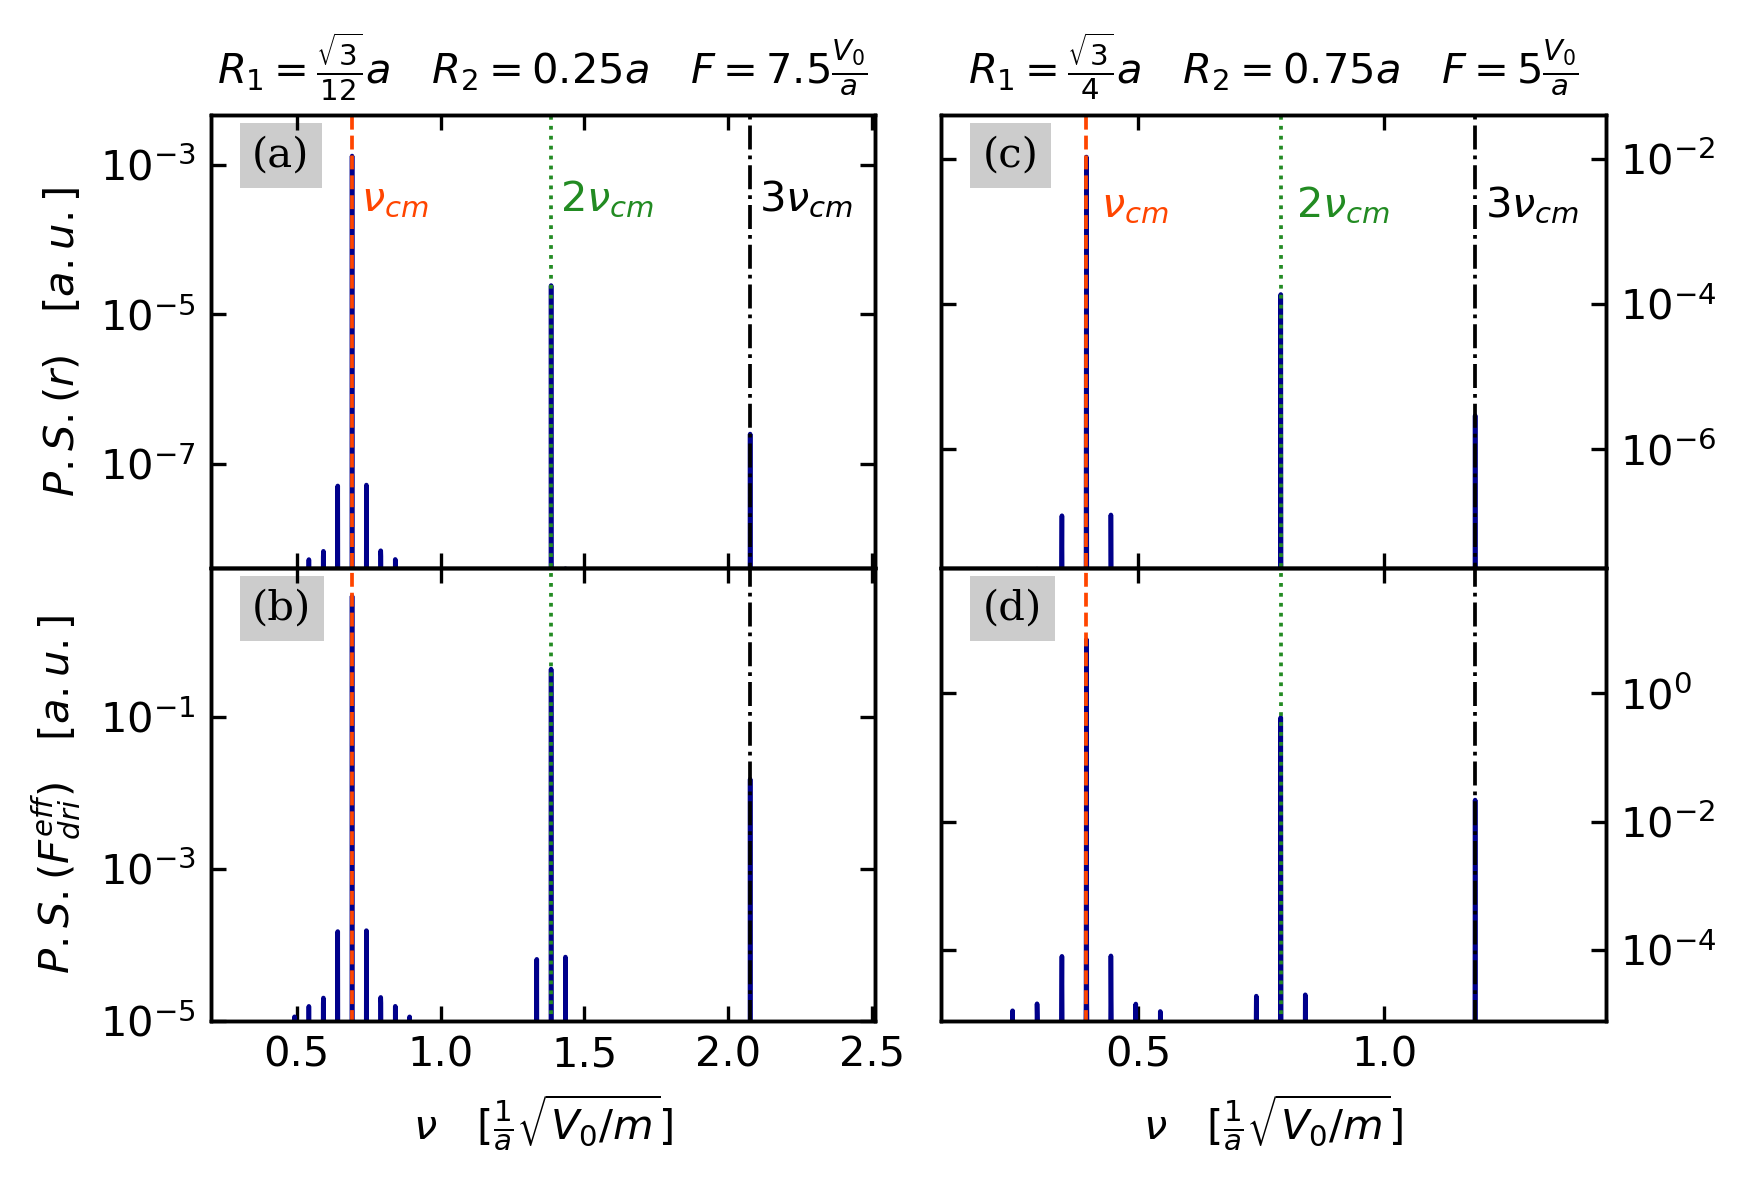 R₁ = √3/12 a   R₂ = 0.25a   F = 7.5 V₀/a
R₁ = √3/4 a   R₂ = 0.75a   F = 5 V₀/a
(a)
ν_cm
2ν_cm
3ν_cm
10⁻³
10⁻⁵
10⁻⁷
P.S.(r)   [a.u.]
(c)
ν_cm
2ν_cm
3ν_cm
10⁻²
10⁻⁴
10⁻⁶
(b)
10⁻¹
10⁻³
10⁻⁵
P.S.(F_dri^eff)   [a.u.]
0.5 1.0 1.5 2.0 2.5
ν   [1/a √V₀/m]
(d)
10⁰
10⁻²
10⁻⁴
0.5 1.0
ν   [1/a √V₀/m]